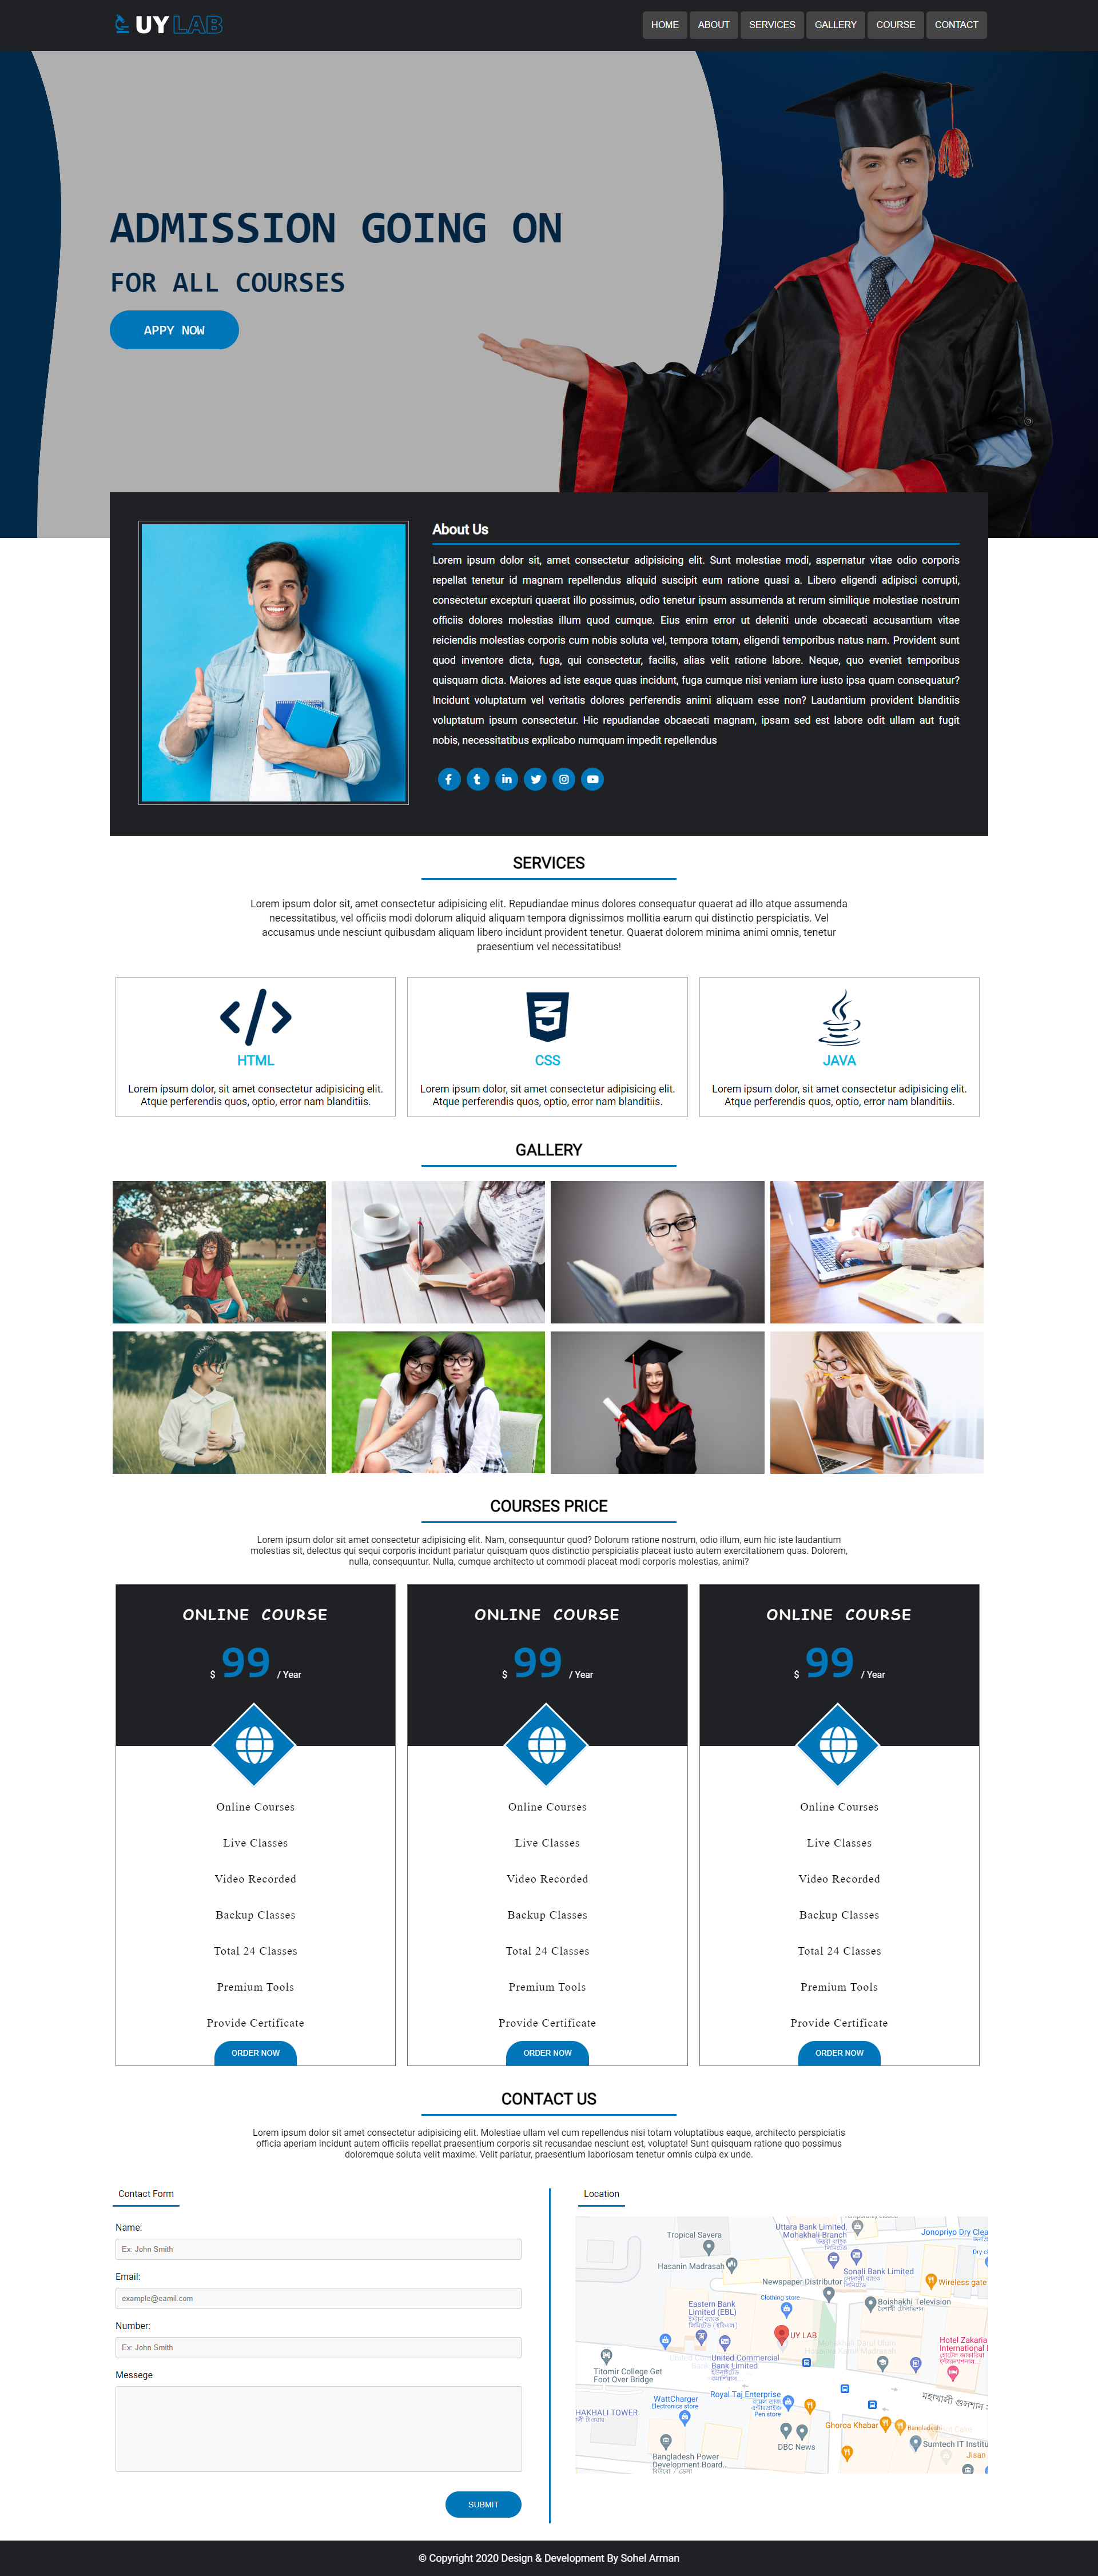 UY LAB
HOME ABOUT SERVICES GALLERY COURSE CONTACT
ADMISSION GOING ON
FOR ALL COURSES
APPY NOW
About Us
Lorem ipsum dolor sit, amet consectetur adipisicing elit. Sunt molestiae modi, aspernatur vitae odio corporis
repellat tenetur id magnam repellendus aliquid suscipit eum ratione quasi a. Libero eligendi adipisci corrupti,
consectetur excepturi quaerat illo possimus, odio tenetur ipsum assumenda at rerum similique molestiae nostrum
officiis dolores molestias illum quod cumque. Eius enim error ut deleniti unde obcaecati accusantium vitae
reiciendis molestias corporis cum nobis soluta vel, tempora totam, eligendi temporibus natus nam. Provident sunt
quod inventore dicta, fuga, qui consectetur, facilis, alias velit ratione labore. Neque, quo eveniet temporibus
quisquam dicta. Maiores ad iste eaque quas incidunt, fuga cumque nisi veniam iure iusto ipsa quam consequatur?
Incidunt voluptatum vel veritatis dolores perferendis animi aliquam esse non? Laudantium provident blanditiis
voluptatum ipsum consectetur. Hic repudiandae obcaecati magnam, ipsam sed est labore odit ullam aut fugit
nobis, necessitatibus explicabo numquam impedit repellendus
SERVICES
Lorem ipsum dolor sit, amet consectetur adipisicing elit. Repudiandae minus dolores consequatur quaerat ad illo atque assumenda
necessitatibus, vel officiis modi dolorum aliquid aliquam tempora dignissimos mollitia earum qui distinctio perspiciatis. Vel
accusamus unde nesciunt quibusdam aliquam libero incidunt provident tenetur. Quaerat dolorem minima animi omnis, tenetur
praesentium vel necessitatibus!
HTML
Lorem ipsum dolor, sit amet consectetur adipisicing elit.
Atque perferendis quos, optio, error nam blanditiis.
CSS
Lorem ipsum dolor, sit amet consectetur adipisicing elit.
Atque perferendis quos, optio, error nam blanditiis.
JAVA
Lorem ipsum dolor, sit amet consectetur adipisicing elit.
Atque perferendis quos, optio, error nam blanditiis.
GALLERY
COURSES PRICE
Lorem ipsum dolor sit amet consectetur adipisicing elit. Nam, consequuntur quod? Dolorum ratione nostrum, odio illum, eum hic iste laudantium
molestias sit, delectus qui sequi corporis incidunt pariatur quisquam quos distinctio perspiciatis placeat iusto autem exercitationem quas. Dolorem,
nulla, consequuntur. Nulla, cumque architecto ut commodi placeat modi corporis molestias, animi?
ONLINE COURSE
$ 99 / Year
Online Courses
Live Classes
Video Recorded
Backup Classes
Total 24 Classes
Premium Tools
Provide Certificate
ORDER NOW
ONLINE COURSE
$ 99 / Year
Online Courses
Live Classes
Video Recorded
Backup Classes
Total 24 Classes
Premium Tools
Provide Certificate
ORDER NOW
ONLINE COURSE
$ 99 / Year
Online Courses
Live Classes
Video Recorded
Backup Classes
Total 24 Classes
Premium Tools
Provide Certificate
ORDER NOW
CONTACT US
Lorem ipsum dolor sit amet consectetur adipisicing elit. Molestiae ullam vel cum repellendus nisi totam voluptatibus eaque, architecto perspiciatis
officia aperiam incidunt autem officiis repellat praesentium corporis sit recusandae nesciunt est, voluptate! Sunt quisquam ratione quo possimus
doloremque soluta velit maxime. Velit pariatur, praesentium laboriosam tenetur omnis culpa ex unde.
Contact Form
Name:
Ex: John Smith
Email:
example@eamil.com
Number:
Ex: John Smith
Messege
SUBMIT
Location
Tropical Savera
Uttara Bank Limited,
Mohakhali Branch
Jonopriyo Dry Clea
Dry cl
Hasanin Madrasah
Sonali Bank Limited
Newspaper Distributor
Wireless gate
Clothing store
Boishakhi Television
Eastern Bank
Limited (EBL)
UY LAB
Hotel Zakaria
International
United Commercial
Bank Limited
Titomir College Get
Foot Over Bridge
WattCharger
Electronics store
Royal Taj Enterprise
Pen store
HAKHALI TOWER
মহাখালী গুলশান
Ghoroa Khabar
Bangladeshi
DBC News
Sumtech IT Institu
Jisan
Bangladesh Power
Development Board...
© Copyright 2020 Design & Development By Sohel Arman